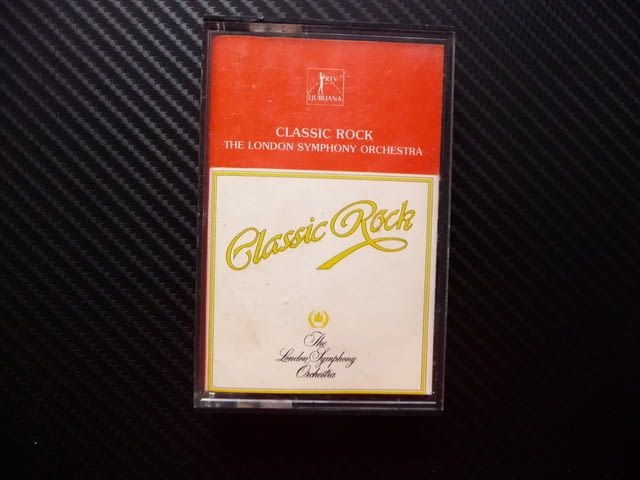 RTV
LJUBLJANA
CLASSIC ROCK
THE LONDON SYMPHONY ORCHESTRA
Classic Rock
The
London Symphony
Orchestra